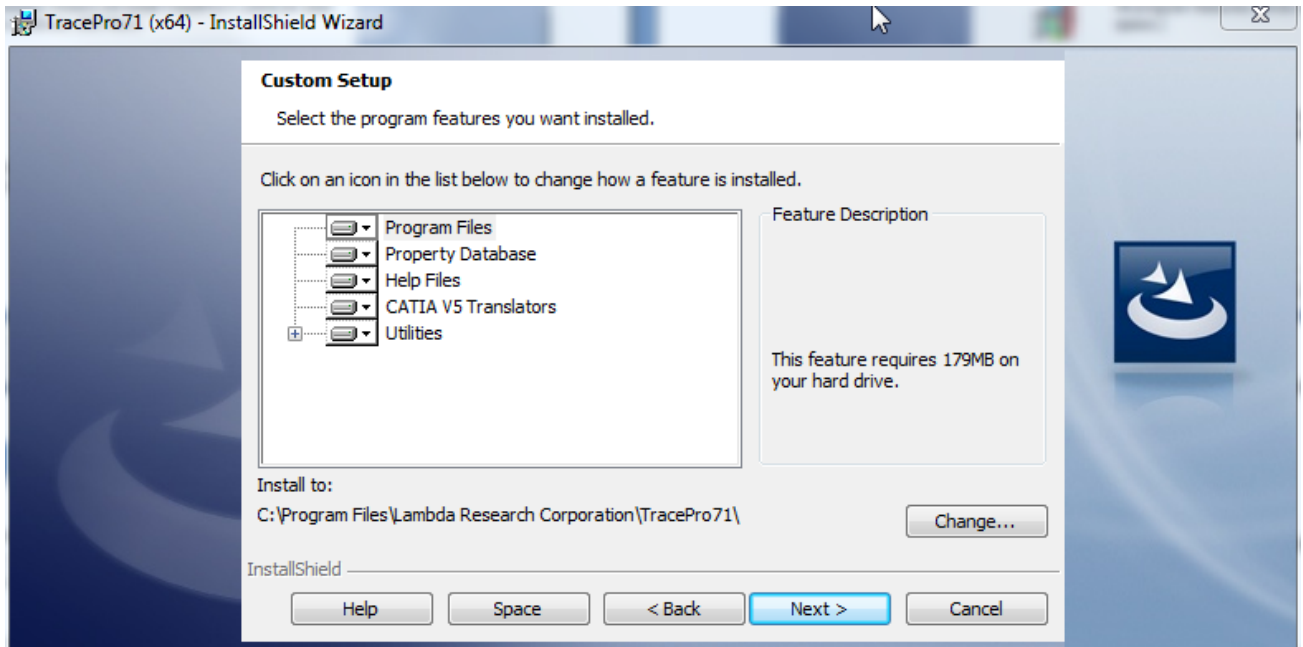 TracePro71 (x64) - InstallShield Wizard
Custom Setup
Select the program features you want installed.
Click on an icon in the list below to change how a feature is installed.
Program Files
Property Database
Help Files
CATIA V5 Translators
Utilities
Feature Description
This feature requires 179MB on
your hard drive.
Install to:
C:\Program Files\Lambda Research Corporation\TracePro71\
Change...
InstallShield
Help
Space
< Back
Next >
Cancel